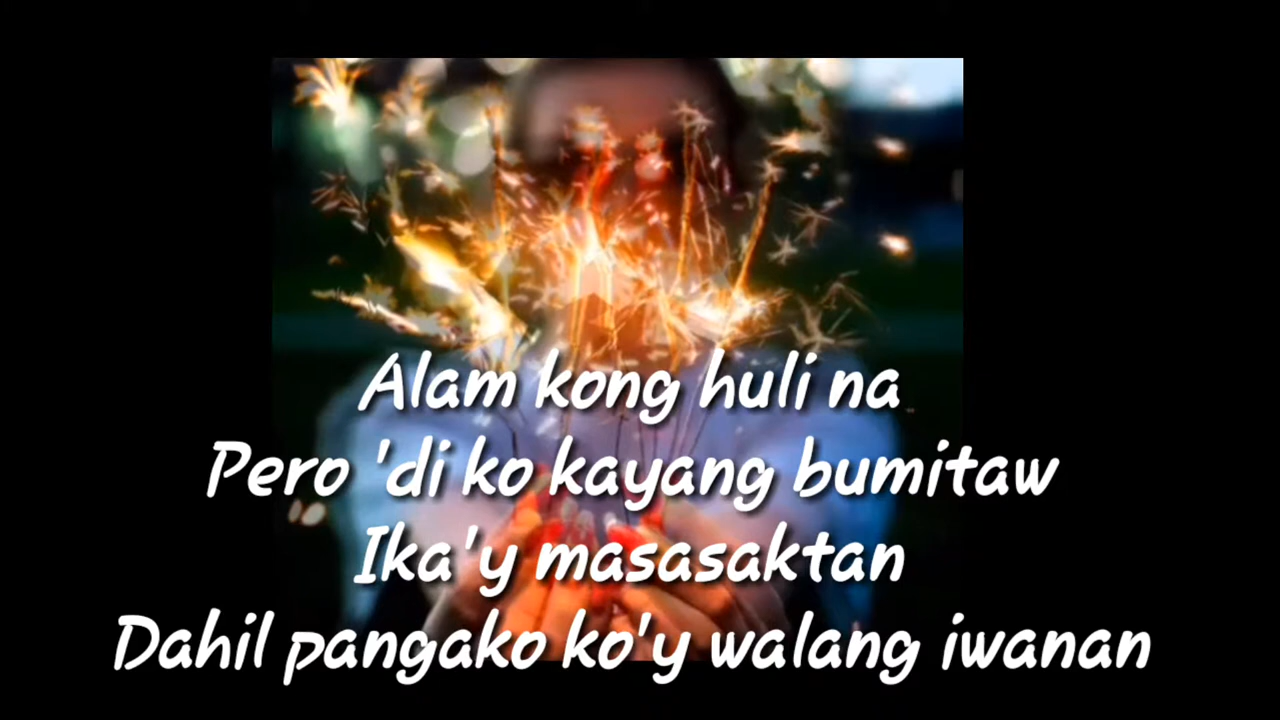 Alam kong huli na
Pero 'di ko kayang bumitaw
Ika'y masasaktan
Dahil pangako ko'y walang iwanan